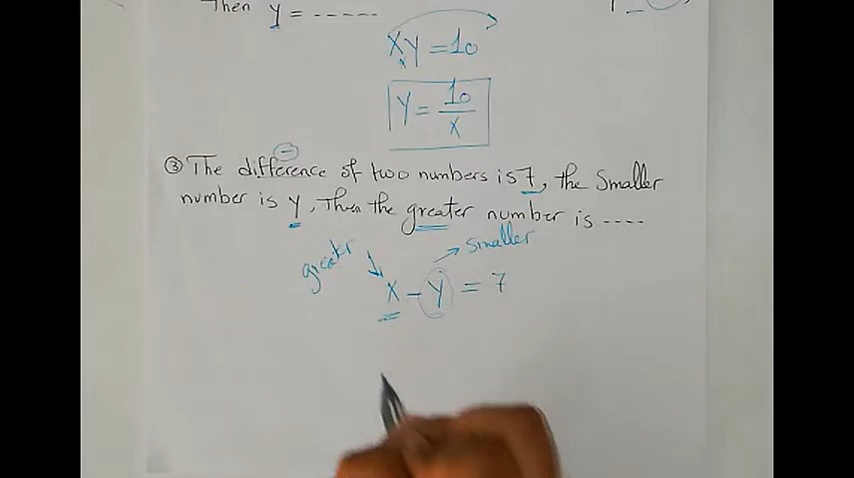 Then y = -----
XY = 10
Y = 10/X
–
③ The difference of two numbers is 7, the smaller
number is y, Then the greater number is ----
greater
smaller
X – Y = 7